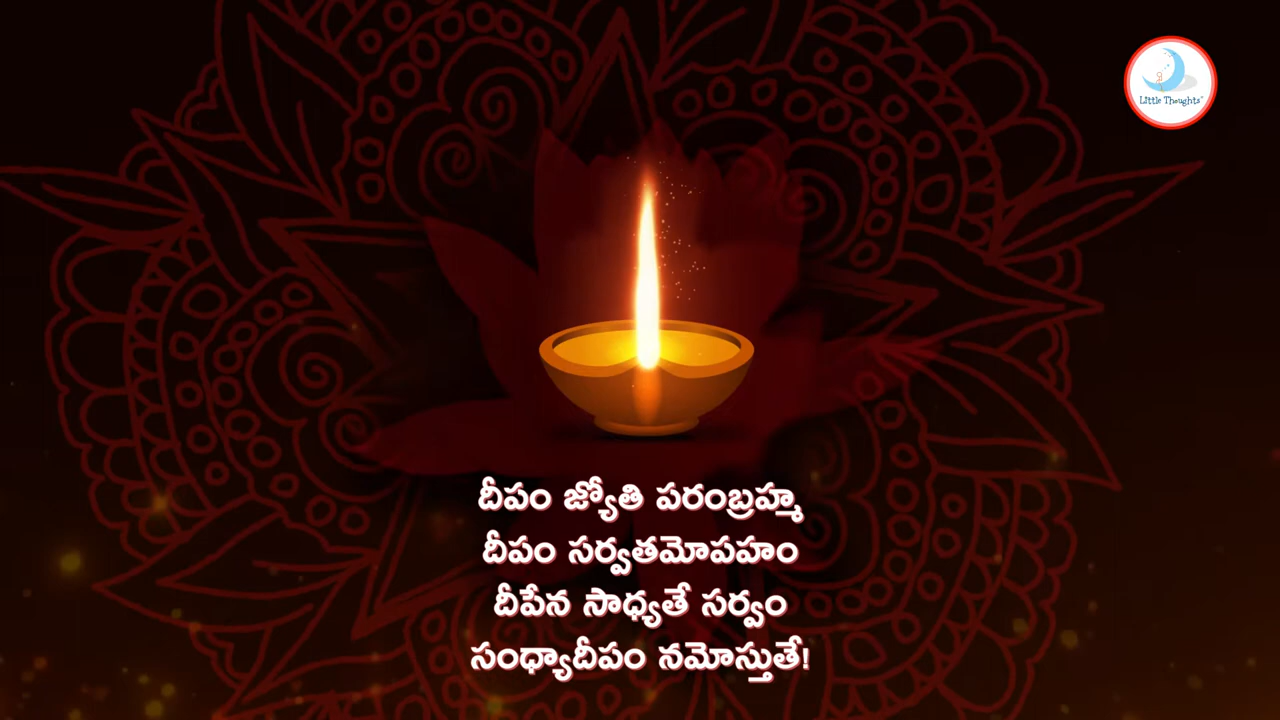 Little Thoughts
దీపం జ్యోతి పరంబ్రహ్మ
దీపం సర్వతమోపహం
దీపేన సాధ్యతే సర్వం
సంధ్యాదీపం నమోస్తుతే!